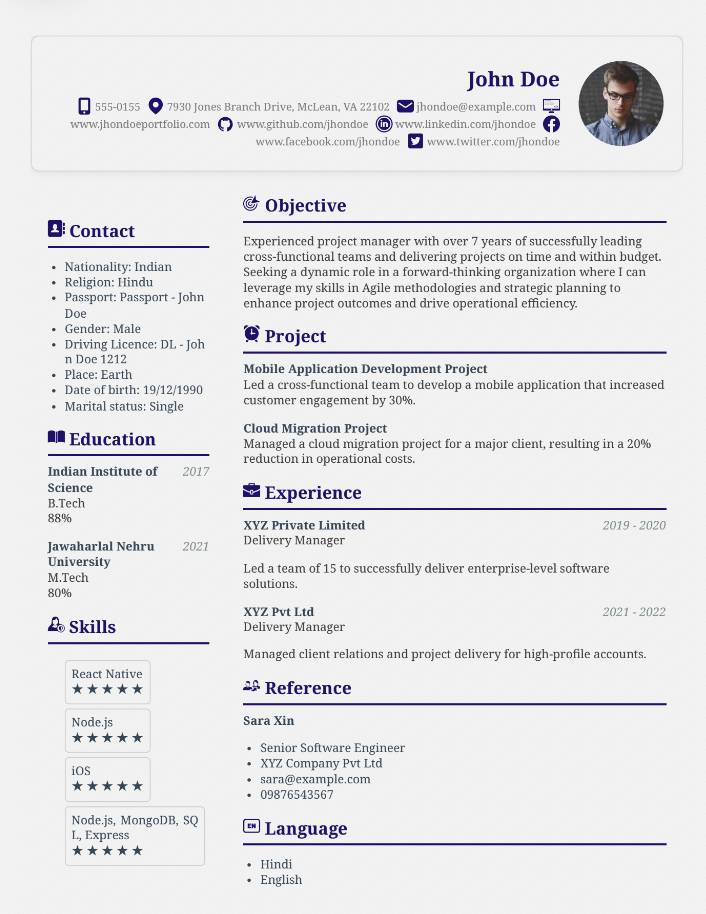 John Doe
555-0155 7930 Jones Branch Drive, McLean, VA 22102 jhondoe@example.com
www.jhondoeportfolio.com www.github.com/jhondoe www.linkedin.com/jhondoe
www.facebook.com/jhondoe www.twitter.com/jhondoe
Contact
• Nationality: Indian
• Religion: Hindu
• Passport: Passport - John
Doe
• Gender: Male
• Driving Licence: DL - Joh
n Doe 1212
• Place: Earth
• Date of birth: 19/12/1990
• Marital status: Single
Education
Indian Institute of 2017
Science
B.Tech
88%
Jawaharlal Nehru 2021
University
M.Tech
80%
Skills
React Native
★★★★★
Node.js
★★★★★
iOS
★★★★★
Node.js, MongoDB, SQ
L, Express
★★★★★
Objective
Experienced project manager with over 7 years of successfully leading
cross-functional teams and delivering projects on time and within budget.
Seeking a dynamic role in a forward-thinking organization where I can
leverage my skills in Agile methodologies and strategic planning to
enhance project outcomes and drive operational efficiency.
Project
Mobile Application Development Project
Led a cross-functional team to develop a mobile application that increased
customer engagement by 30%.
Cloud Migration Project
Managed a cloud migration project for a major client, resulting in a 20%
reduction in operational costs.
Experience
XYZ Private Limited 2019 - 2020
Delivery Manager
Led a team of 15 to successfully deliver enterprise-level software
solutions.
XYZ Pvt Ltd 2021 - 2022
Delivery Manager
Managed client relations and project delivery for high-profile accounts.
Reference
Sara Xin
• Senior Software Engineer
• XYZ Company Pvt Ltd
• sara@example.com
• 09876543567
EN Language
• Hindi
• English